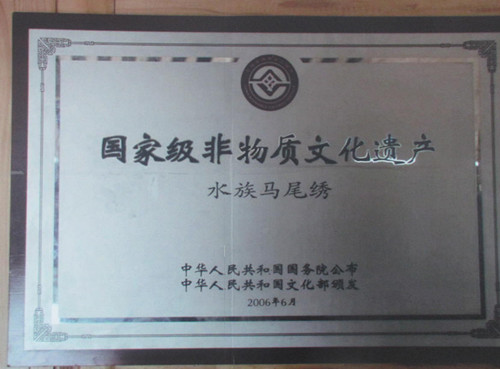 国家级非物质文化遗产
水族马尾绣
中华人民共和国国务院公布
中华人民共和国文化部颁发
2006年6月